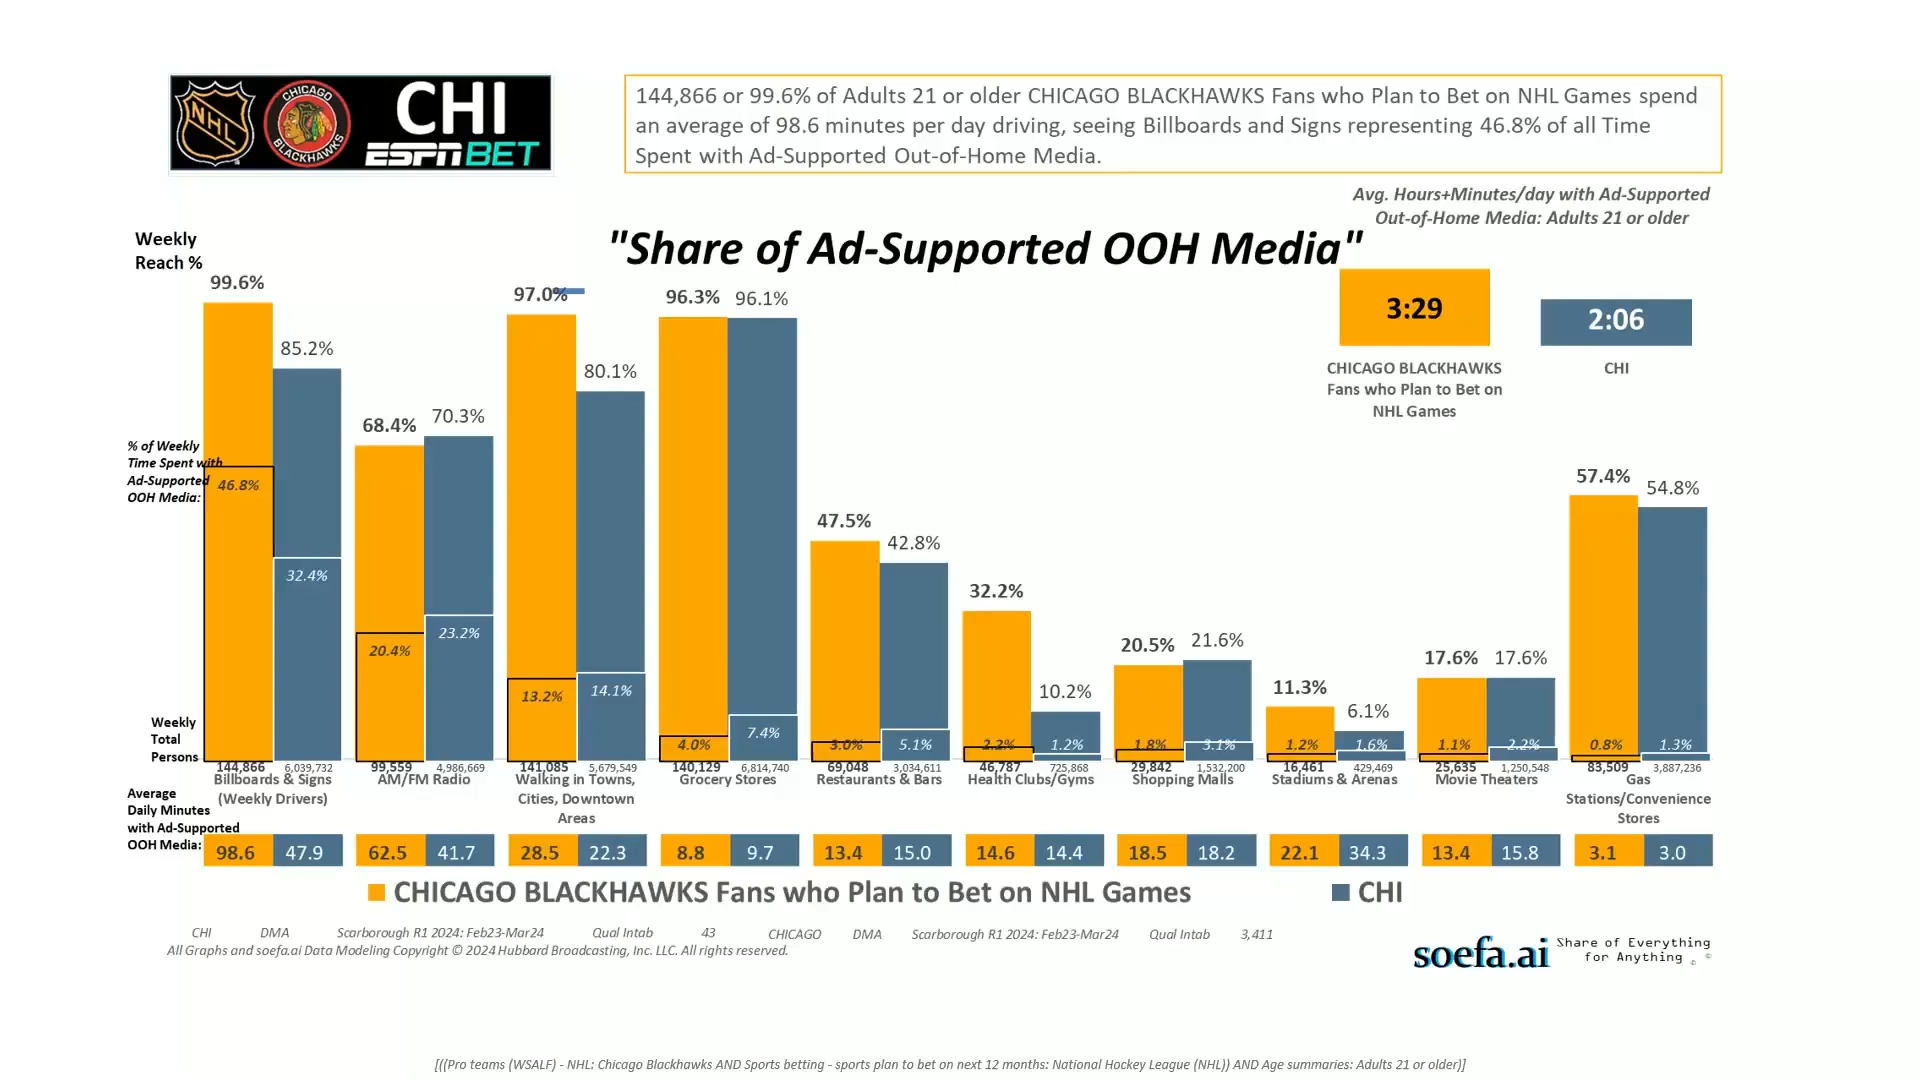 NHL
CHICAGO
BLACKHAWKS
CHI
ESPN BET
144,866 or 99.6% of Adults 21 or older CHICAGO BLACKHAWKS Fans who Plan to Bet on NHL Games spend
an average of 98.6 minutes per day driving, seeing Billboards and Signs representing 46.8% of all Time
Spent with Ad-Supported Out-of-Home Media.
Avg. Hours+Minutes/day with Ad-Supported
Out-of-Home Media: Adults 21 or older
"Share of Ad-Supported OOH Media"
3:29
2:06
CHICAGO BLACKHAWKS
Fans who Plan to Bet on
NHL Games
CHI
Weekly
Reach %
99.6%
85.2%
68.4%
70.3%
97.0%
80.1%
96.3%
96.1%
47.5%
42.8%
32.2%
10.2%
20.5%
21.6%
11.3%
6.1%
17.6%
17.6%
57.4%
54.8%
% of Weekly
Time Spent with
Ad-Supported
OOH Media:
46.8%
32.4%
20.4%
23.2%
13.2%
14.1%
4.0%
7.4%
3.0%
5.1%
2.2%
1.2%
1.8%
3.1%
1.2%
1.6%
1.1%
2.2%
0.8%
1.3%
Weekly
Total
Persons
144,866 6,039,732
99,559 4,986,669
141,085 5,679,549
140,129 6,814,740
69,048 3,034,611
46,787 725,868
29,842 1,532,200
16,461 429,469
25,635 1,250,548
83,509 3,887,236
Billboards & Signs
(Weekly Drivers)
AM/FM Radio
Walking in Towns,
Cities, Downtown
Areas
Grocery Stores
Restaurants & Bars
Health Clubs/Gyms
Shopping Malls
Stadiums & Arenas
Movie Theaters
Gas
Stations/Convenience
Stores
Average
Daily Minutes
with Ad-Supported
OOH Media:
98.6 47.9
62.5 41.7
28.5 22.3
8.8 9.7
13.4 15.0
14.6 14.4
18.5 18.2
22.1 34.3
13.4 15.8
3.1 3.0
CHICAGO BLACKHAWKS Fans who Plan to Bet on NHL Games
CHI
CHI DMA Scarborough R1 2024: Feb23-Mar24 Qual Intab 43 CHICAGO DMA Scarborough R1 2024: Feb23-Mar24 Qual Intab 3,411
All Graphs and soefa.ai Data Modeling Copyright © 2024 Hubbard Broadcasting, Inc. LLC. All rights reserved.
soefa.ai
Share of Everything
for Anything ©
[((Pro teams (WSALF) - NHL: Chicago Blackhawks AND Sports betting - sports plan to bet on next 12 months: National Hockey League (NHL)) AND Age summaries: Adults 21 or older)]